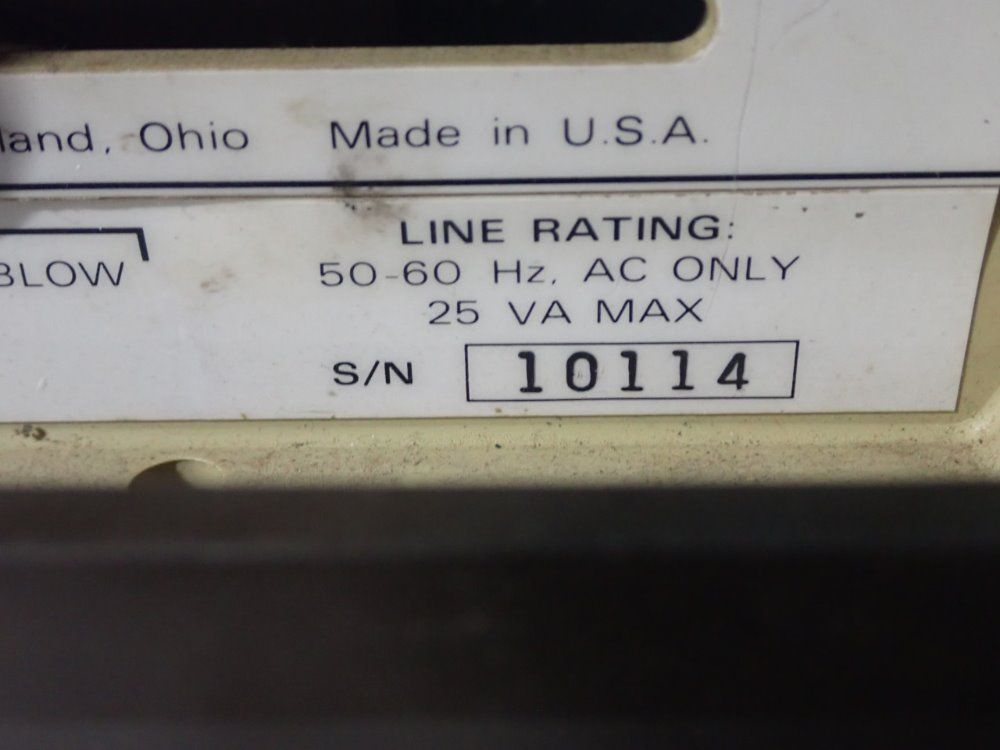 land, Ohio Made in U.S.A.
BLOW
LINE RATING:
50-60 Hz, AC ONLY
25 VA MAX
S/N 10114